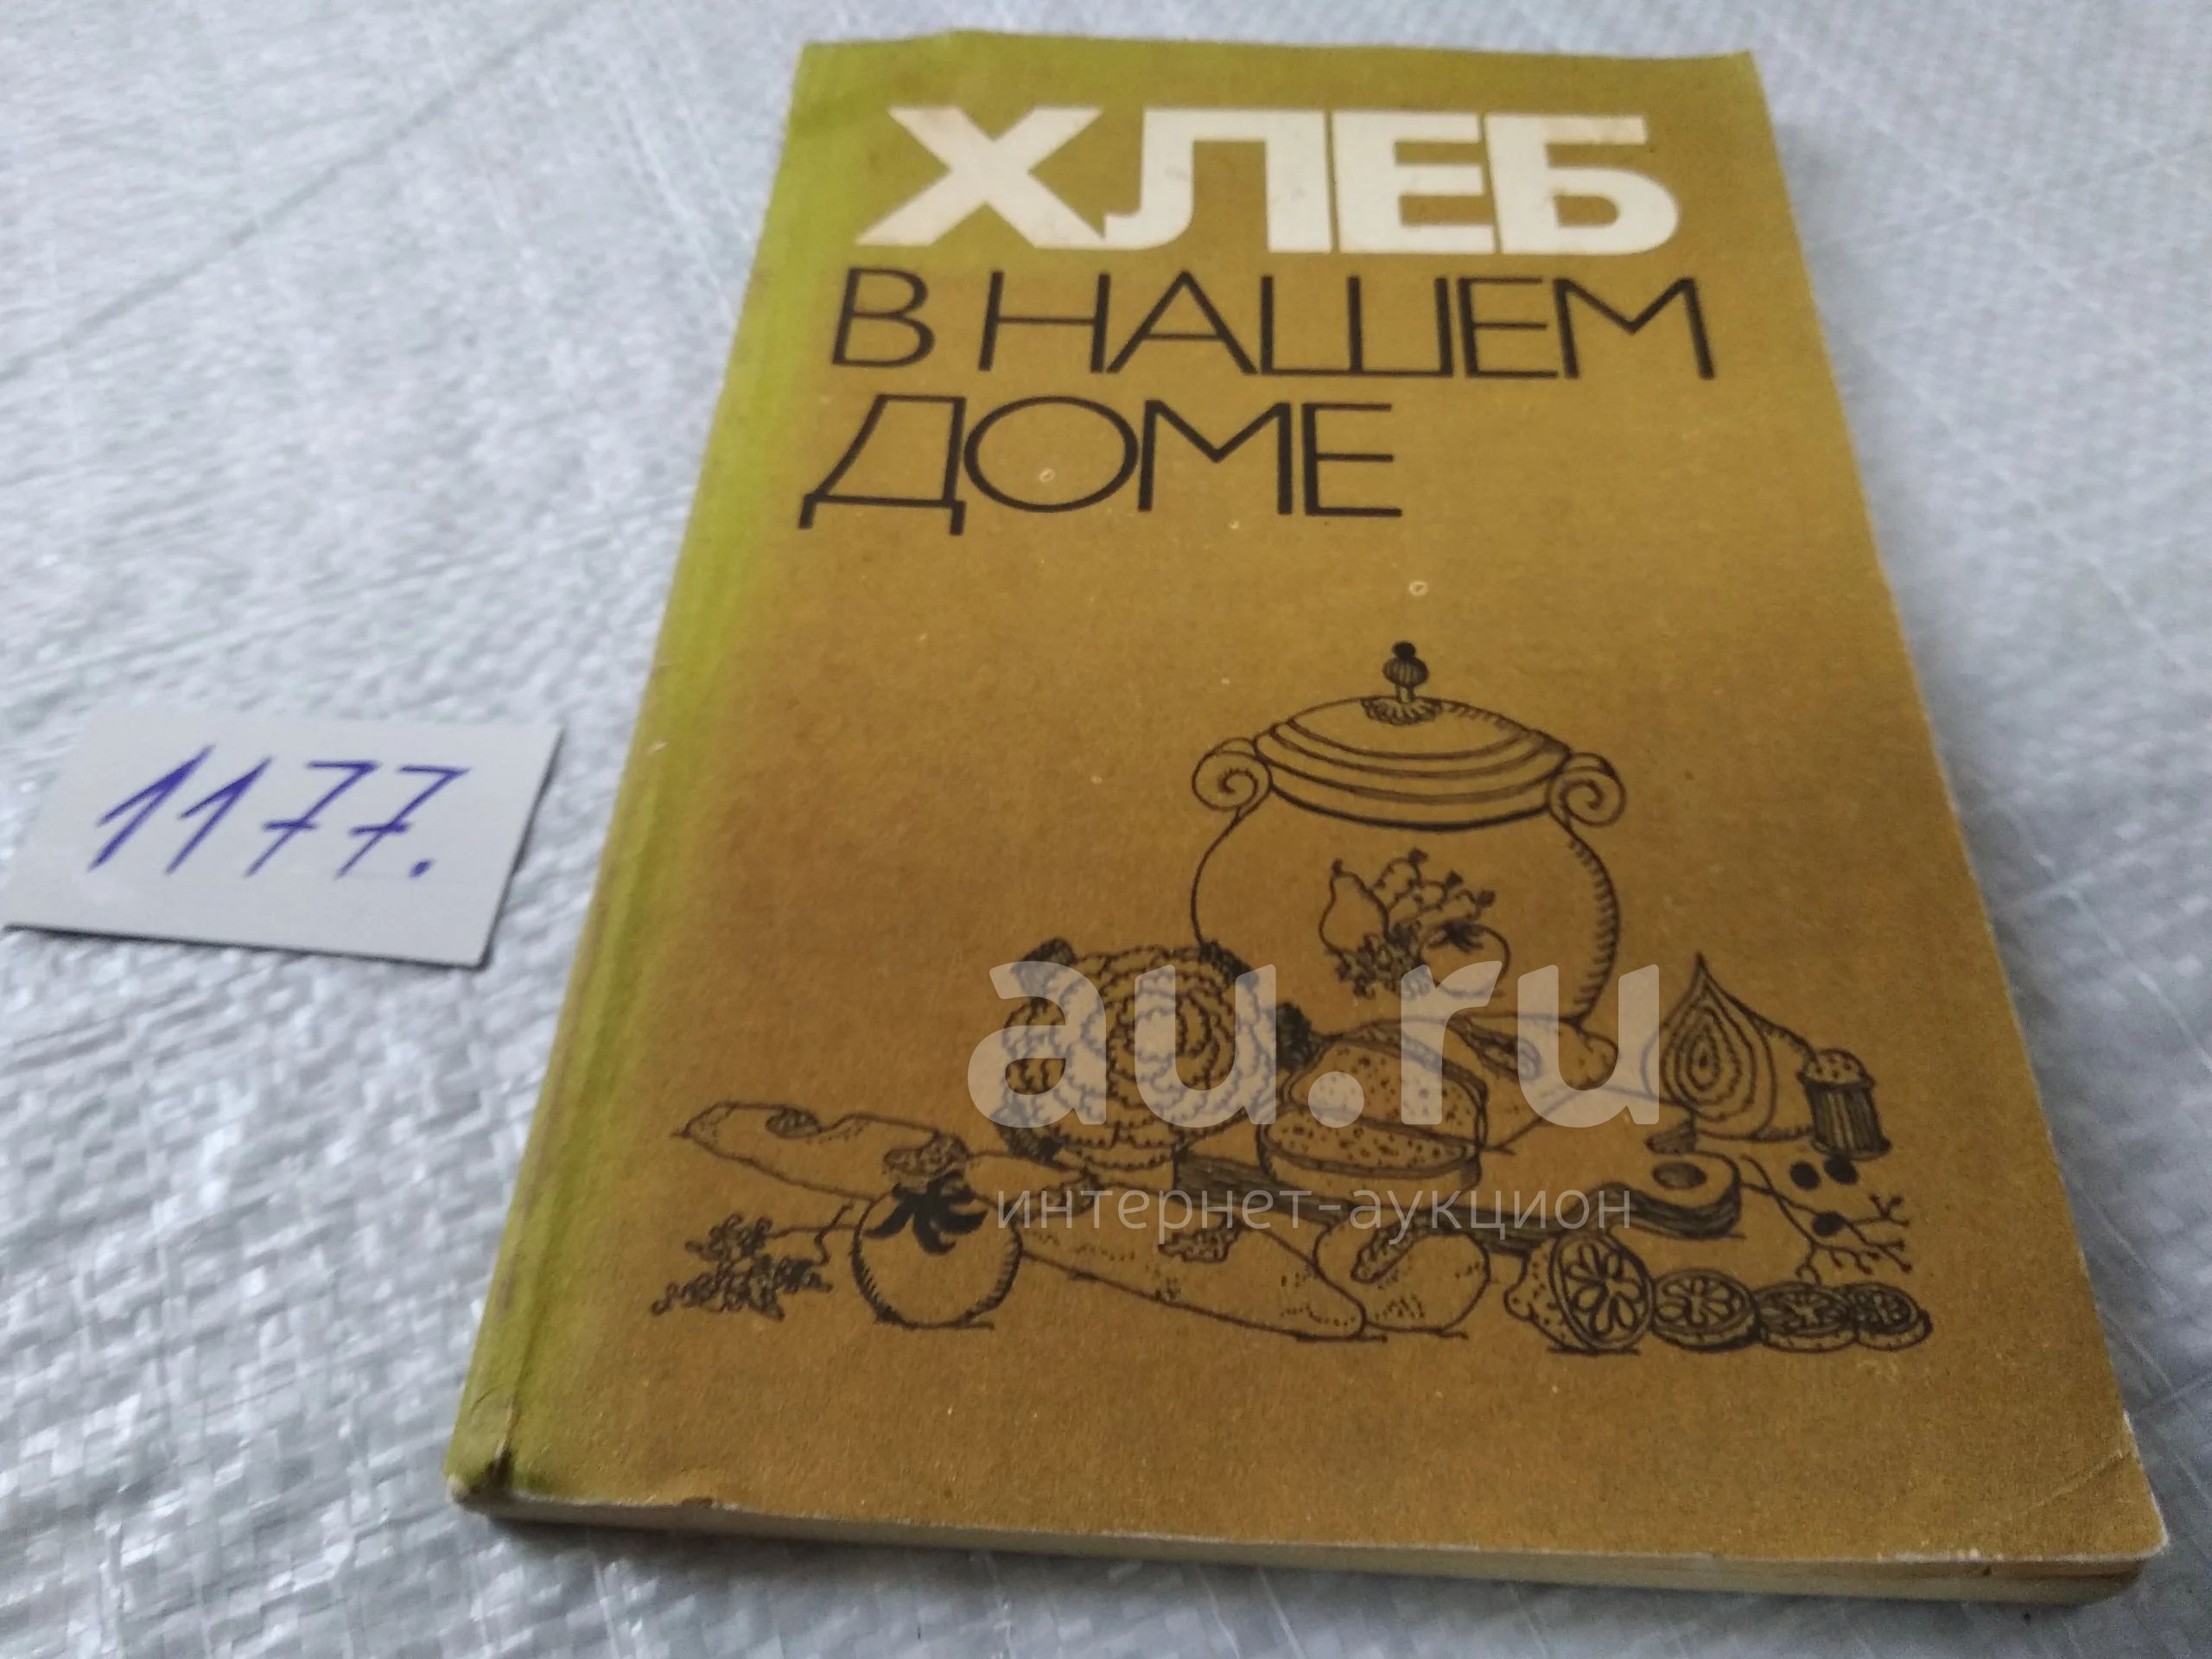 ХЛЕБ
В НАШЕМ
ДОМЕ
1177.
au.ru
интернет-аукцион